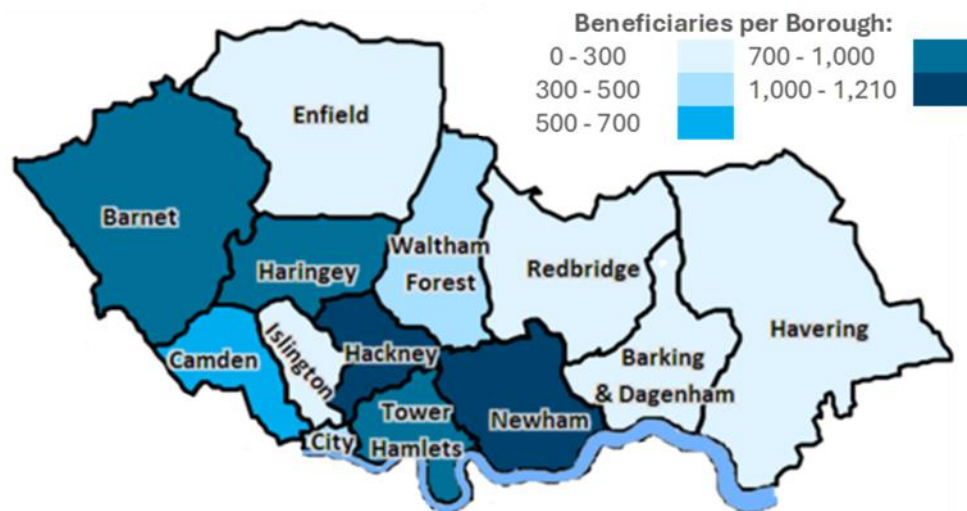 Beneficiaries per Borough:
0 - 300
700 - 1,000
300 - 500
1,000 - 1,210
500 - 700
Enfield
Barnet
Waltham
Forest
Haringey
Redbridge
Havering
Islington
Camden
Hackney
Barking
& Dagenham
Tower
Hamlets
Newham
City